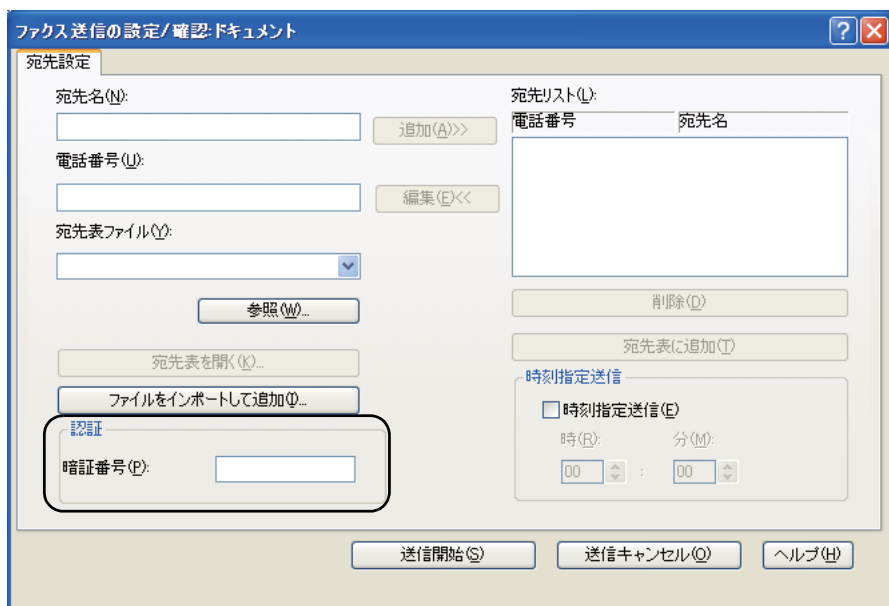 ファクス送信の設定/確認:ドキュメント
宛先設定
宛先名(N):
追加(A)>>
電話番号(U):
編集(E)<<
宛先表ファイル(Y):
参照(W)...
宛先表を開く(K)...
ファイルをインポートして追加(I)...
認証
暗証番号(P):
宛先リスト(L):
電話番号 宛先名
削除(D)
宛先表に追加(T)
時刻指定送信
時刻指定送信(E)
時(R): 分(M):
00 : 00
送信開始(S) 送信キャンセル(O) ヘルプ(H)